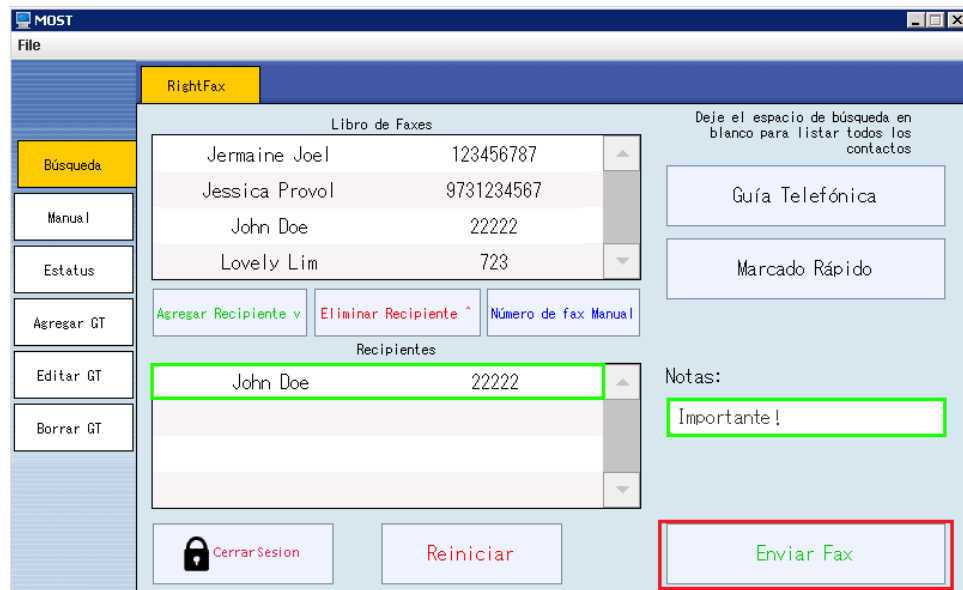 MOST
File
RightFax
Libro de Faxes
Jermaine Joel 123456787
Jessica Provol 9731234567
John Doe 22222
Lovely Lim 723
Deje el espacio de búsqueda en
blanco para listar todos los
contactos
Guía Telefónica
Marcado Rápido
Búsqueda
Manual
Estatus
Agregar GT
Editar GT
Borrar GT
Agregar Recipiente v
Eliminar Recipiente ^
Número de fax Manual
Recipientes
John Doe 22222
Notas:
Importante!
Cerrar Sesion
Reiniciar
Enviar Fax